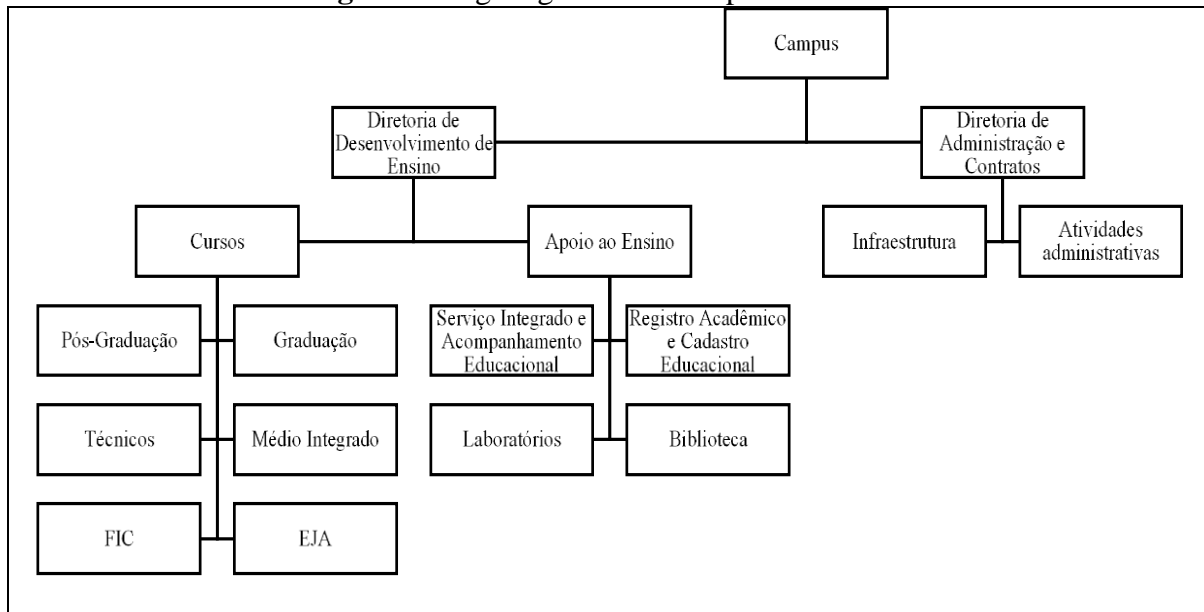 Campus
Diretoria de
Desenvolvimento de
Ensino
Diretoria de
Administração e
Contratos
Cursos
Apoio ao Ensino
Infraestrutura
Atividades
administrativas
Pós-Graduação
Graduação
Serviço Integrado e
Acompanhamento
Educacional
Registro Acadêmico
e Cadastro
Educacional
Técnicos
Médio Integrado
Laboratórios
Biblioteca
FIC
EJA